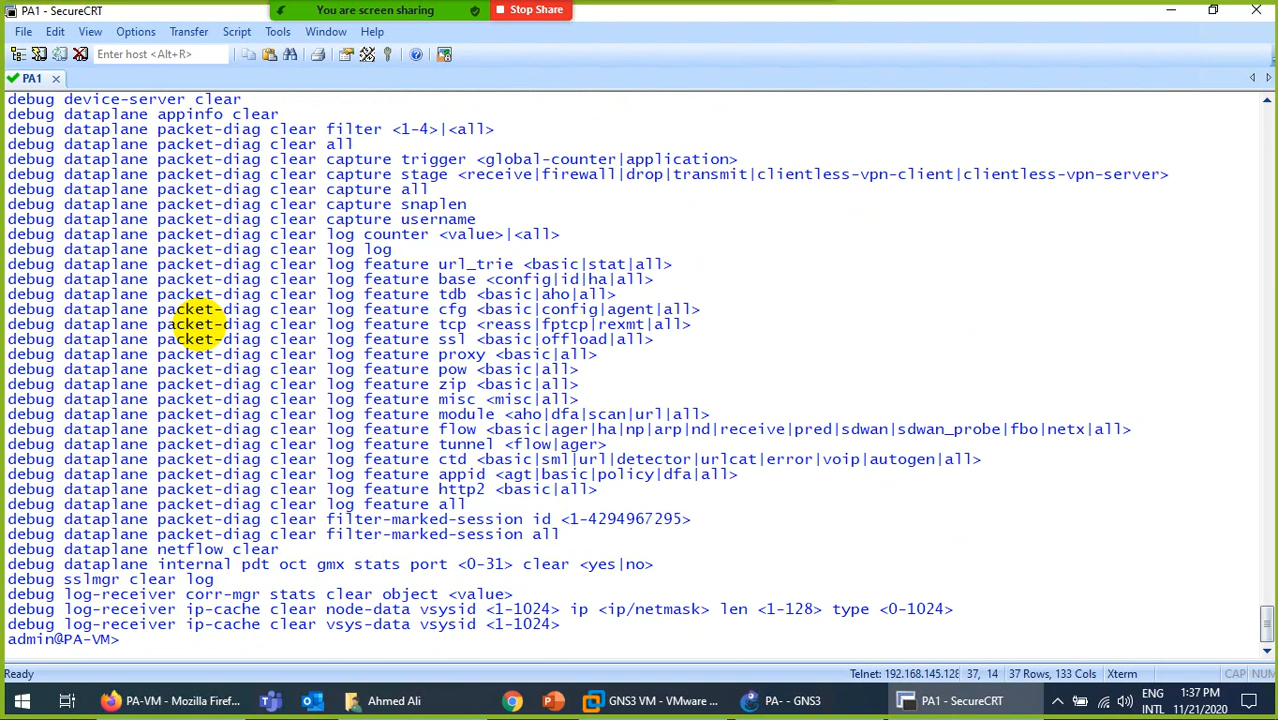 PA1 - SecureCRT
You are screen sharing
Stop Share
File Edit View Options Transfer Script Tools Window Help
Enter host <Alt+R>
PA1
debug device-server clear
debug dataplane appinfo clear
debug dataplane packet-diag clear filter <1-4>|<all>
debug dataplane packet-diag clear all
debug dataplane packet-diag clear capture trigger <global-counter|application>
debug dataplane packet-diag clear capture stage <receive|firewall|drop|transmit|clientless-vpn-client|clientless-vpn-server>
debug dataplane packet-diag clear capture all
debug dataplane packet-diag clear capture snaplen
debug dataplane packet-diag clear capture username
debug dataplane packet-diag clear log counter <value>|<all>
debug dataplane packet-diag clear log log
debug dataplane packet-diag clear log feature url_trie <basic|stat|all>
debug dataplane packet-diag clear log feature base <config|id|ha|all>
debug dataplane packet-diag clear log feature tdb <basic|aho|all>
debug dataplane packet-diag clear log feature cfg <basic|config|agent|all>
debug dataplane packet-diag clear log feature tcp <reass|fptcp|rexmt|all>
debug dataplane packet-diag clear log feature ssl <basic|offload|all>
debug dataplane packet-diag clear log feature proxy <basic|all>
debug dataplane packet-diag clear log feature pow <basic|all>
debug dataplane packet-diag clear log feature zip <basic|all>
debug dataplane packet-diag clear log feature misc <misc|all>
debug dataplane packet-diag clear log feature module <aho|dfa|scan|url|all>
debug dataplane packet-diag clear log feature flow <basic|ager|ha|np|arp|nd|receive|pred|sdwan|sdwan_probe|fbo|netx|all>
debug dataplane packet-diag clear log feature tunnel <flow|ager>
debug dataplane packet-diag clear log feature ctd <basic|sml|url|detector|urlcat|error|voip|autogen|all>
debug dataplane packet-diag clear log feature appid <agt|basic|policy|dfa|all>
debug dataplane packet-diag clear log feature http2 <basic|all>
debug dataplane packet-diag clear log feature all
debug dataplane packet-diag clear filter-marked-session id <1-4294967295>
debug dataplane packet-diag clear filter-marked-session all
debug dataplane netflow clear
debug dataplane internal pdt oct gmx stats port <0-31> clear <yes|no>
debug sslmgr clear log
debug log-receiver corr-mgr stats clear object <value>
debug log-receiver ip-cache clear node-data vsysid <1-1024> ip <ip/netmask> len <1-128> type <0-1024>
debug log-receiver ip-cache clear vsys-data vsysid <1-1024>
admin@PA-VM>
Ready Telnet: 192.168.145.128 37, 14 37 Rows, 133 Cols Xterm CAP
PA-VM - Mozilla Firef... Ahmed Ali GNS3 VM - VMware ... PA- - GNS3 PA1 - SecureCRT ENG INTL 1:37 PM 11/21/2020